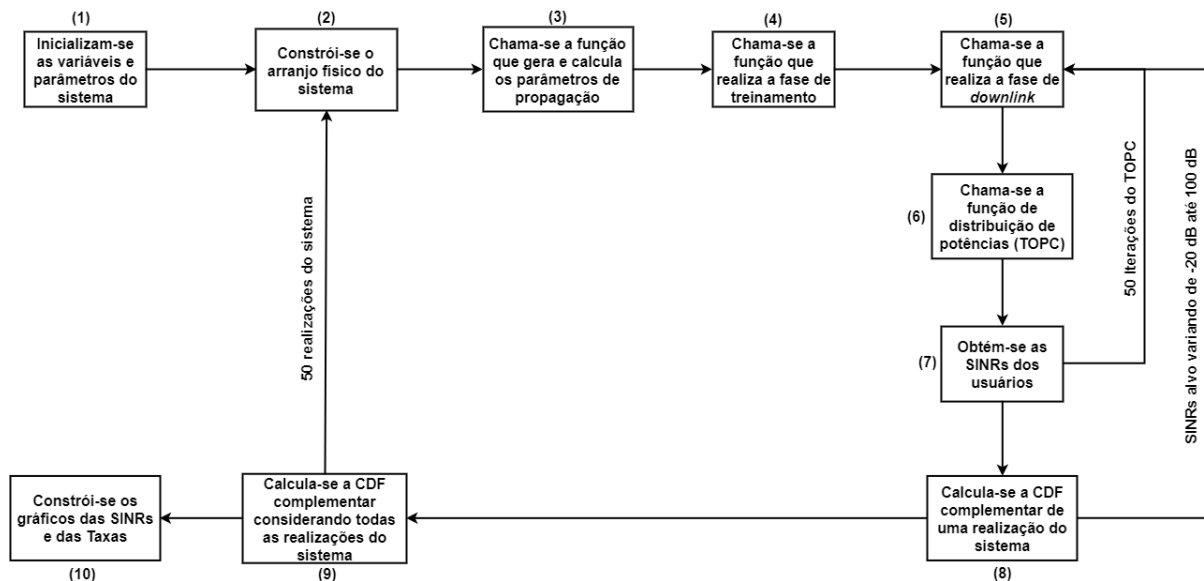 (1)
Inicializam-se
as variáveis e
parâmetros do
sistema
(2)
Constrói-se o
arranjo físico do
sistema
(3)
Chama-se a função
que gera e calcula
os parâmetros de
propagação
(4)
Chama-se a
função que
realiza a fase de
treinamento
(5)
Chama-se a
função que
realiza a fase de
downlink
(6)
Chama-se a
função de
distribuição de
potências (TOPC)
(7)
Obtém-se as
SINRs dos
usuários
50 Iterações do TOPC
SINRs alvo variando de -20 dB até 100 dB
50 realizações do sistema
Calcula-se a CDF
complementar de
uma realização do
sistema
(8)
Calcula-se a CDF
complementar
considerando todas
as realizações do
sistema
(9)
Constrói-se os
gráficos das SINRs
e das Taxas
(10)